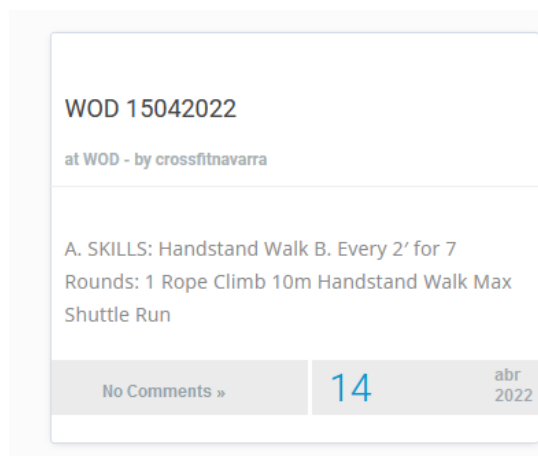 WOD 15042022
at WOD - by crossfitnavarra
A. SKILLS: Handstand Walk B. Every 2′ for 7
Rounds: 1 Rope Climb 10m Handstand Walk Max
Shuttle Run
No Comments »
14
abr
2022